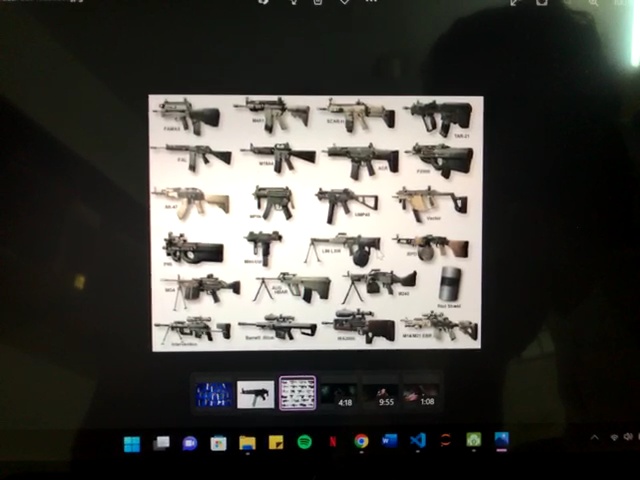 FAMAS M4A1 SCAR-H TAR-21
FAL M16A4 ACR F2000
AK-47 MP5K UMP45 Vector
P90 Mini-Uzi L86 LSW RPD
MG4 AUG HBAR M240 Riot Shield
Intervention Barrett .50cal WA2000 M14 M21 EBR
4:18 9:55 1:08